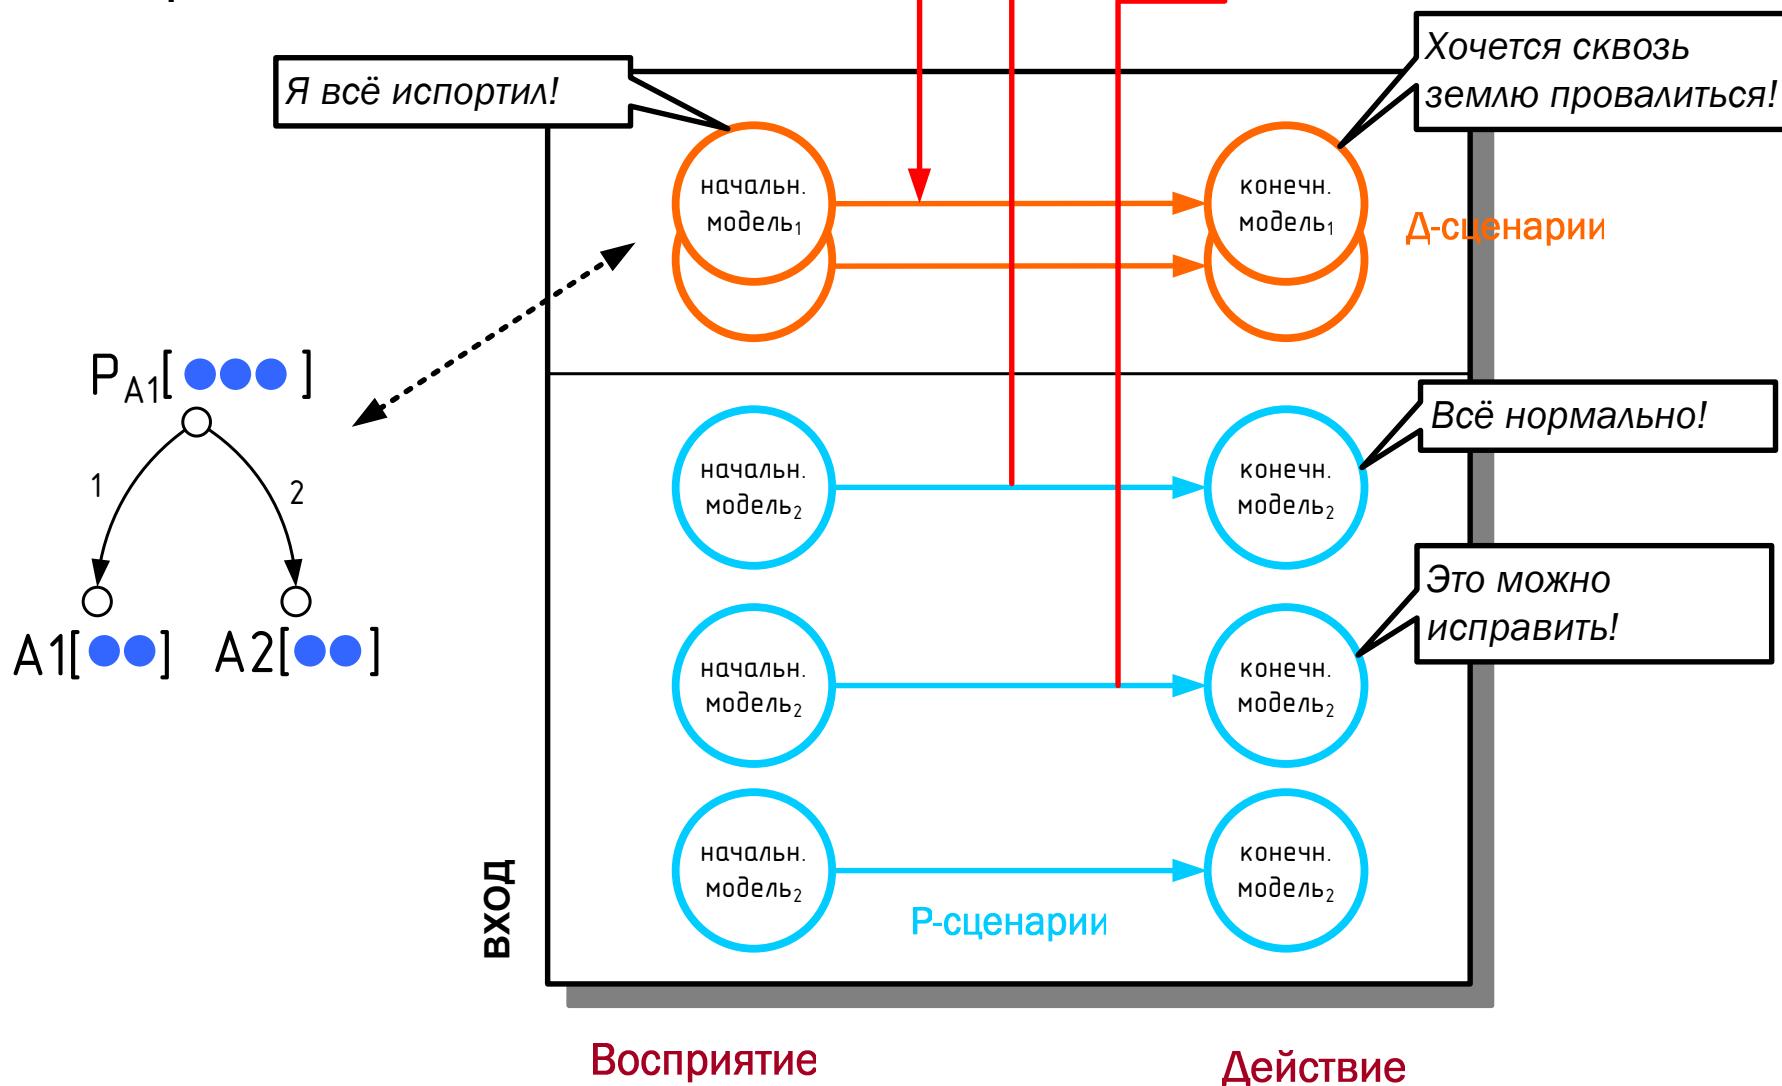 Я всё испортил!
Хочется сквозь
землю провалиться!
начальн.
модель₁
конечн.
модель₁
Д-сценарии
P_A1[ ]
1
2
A1[ ]
A2[ ]
начальн.
модель₂
конечн.
модель₂
Всё нормально!
начальн.
модель₂
конечн.
модель₂
Это можно
исправить!
начальн.
модель₂
конечн.
модель₂
Р-сценарии
ВХОД
Восприятие
Действие